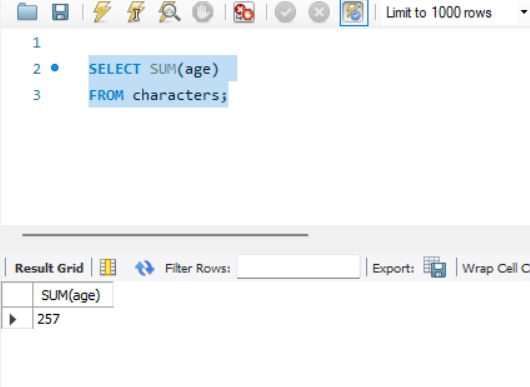 Limit to 1000 rows
1
2 SELECT SUM(age)
3 FROM characters;
Result Grid Filter Rows: Export: Wrap Cell C
SUM(age)
257